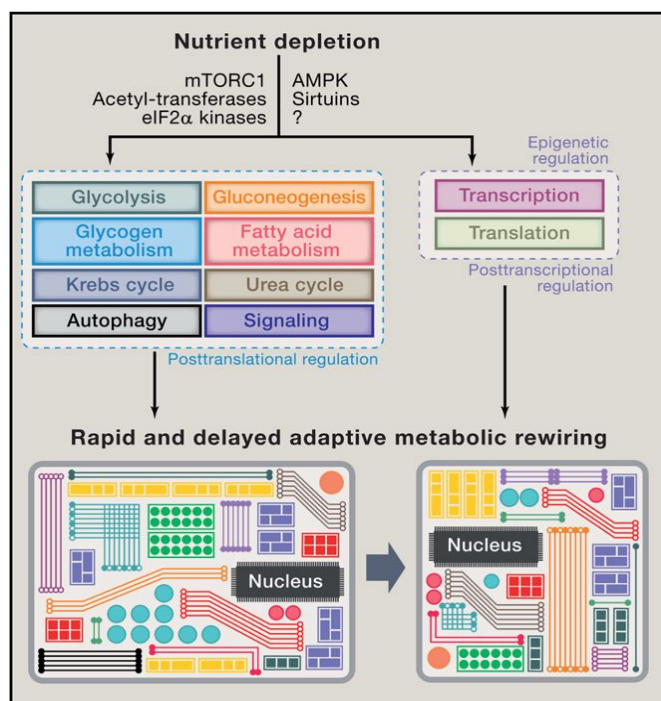 Nutrient depletion
mTORC1
Acetyl-transferases
eIF2α kinases
AMPK
Sirtuins
?
Epigenetic
regulation
Glycolysis
Gluconeogenesis
Glycogen
metabolism
Fatty acid
metabolism
Krebs cycle
Urea cycle
Autophagy
Signaling
Posttranslational regulation
Transcription
Translation
Posttranscriptional
regulation
Rapid and delayed adaptive metabolic rewiring
Nucleus
Nucleus